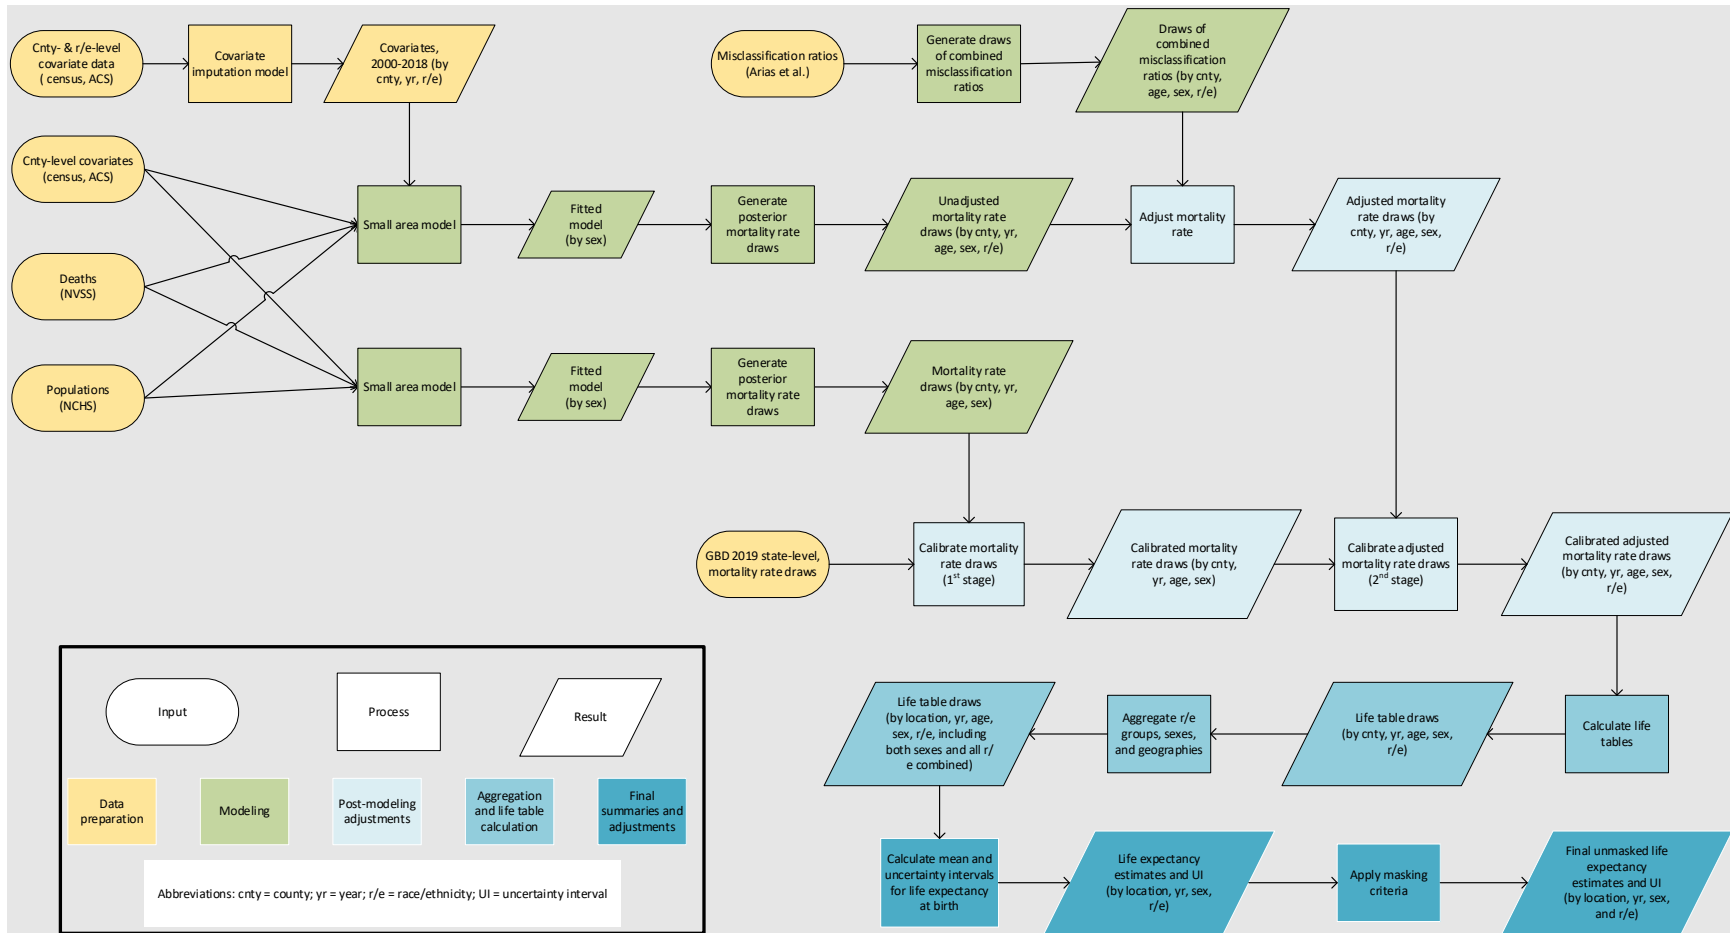 Cnty- & r/e-level
covariate data
( census, ACS)
Covariate
imputation model
Covariates,
2000-2018 (by
cnty, yr, r/e)
Misclassification ratios
(Arias et al.)
Generate draws
of combined
misclassification
ratios
Draws of
combined
misclassification
ratios (by cnty,
age, sex, r/e)
Cnty-level covariates
(census, ACS)
Deaths
(NVSS)
Populations
(NCHS)
Small area model
Fitted
model
(by sex)
Generate
posterior
mortality rate
draws
Unadjusted
mortality rate
draws (by cnty, yr,
age, sex, r/e)
Adjust mortality
rate
Adjusted mortality
rate draws (by
cnty, yr, age, sex,
r/e)
Small area model
Fitted
model
(by sex)
Generate
posterior
mortality rate
draws
Mortality rate
draws (by cnty, yr,
age, sex)
GBD 2019 state-level,
mortality rate draws
Calibrate mortality
rate draws
(1st stage)
Calibrated mortality
rate draws (by cnty,
yr, age, sex)
Calibrate adjusted
mortality rate draws
(2nd stage)
Calibrated adjusted
mortality rate draws
(by cnty, yr, age, sex,
r/e)
Life table draws
(by location, yr, age,
sex, r/e, including
both sexes and all r/
e combined)
Aggregate r/e
groups, sexes,
and geographies
Life table draws
(by cnty, yr, age, sex,
r/e)
Calculate life
tables
Calculate mean and
uncertainty intervals
for life expectancy
at birth
Life expectancy
estimates and UI
(by location, yr, sex,
r/e)
Apply masking
criteria
Final unmasked life
expectancy
estimates and UI
(by location, yr, sex,
and r/e)
Input
Process
Result
Data
preparation
Modeling
Post-modeling
adjustments
Aggregation
and life table
calculation
Final
summaries and
adjustments
Abbreviations: cnty = county; yr = year; r/e = race/ethnicity; UI = uncertainty interval